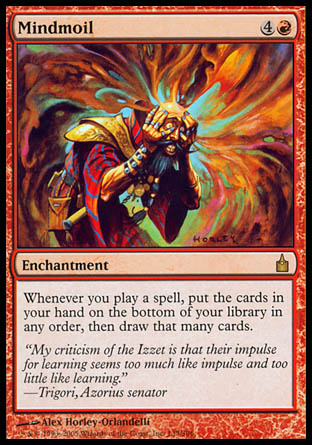 Mindmoil 4
HORLEY
Enchantment
Whenever you play a spell, put the cards in
your hand on the bottom of your library in
any order, then draw that many cards.
"My criticism of the Izzet is that their impulse
for learning seems too much like impulse and too
little like learning."
—Trigori, Azorius senator
Alex Horley-Orlandelli